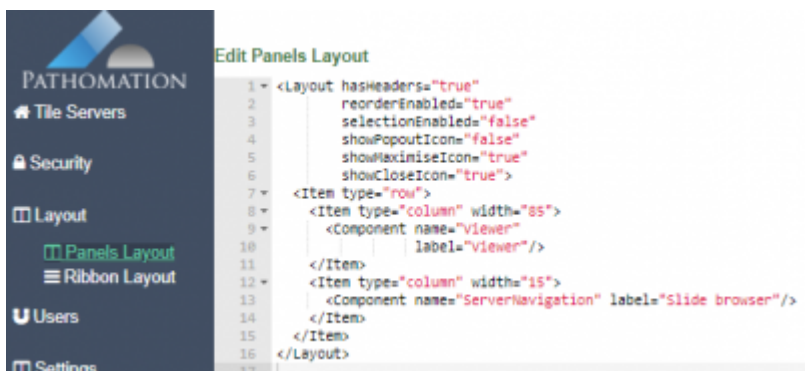 PATHOMATION
Tile Servers
Security
Layout
Panels Layout
Ribbon Layout
Users
Settings
Edit Panels Layout
1 <Layout hasHeaders="true"
2 reorderEnabled="true"
3 selectionEnabled="false"
4 showPopoutIcon="false"
5 showMaximiseIcon="true"
6 showCloseIcon="true">
7 <Item type="row">
8 <Item type="column" width="85">
9 <Component name="Viewer"
10 label="Viewer"/>
11 </Item>
12 <Item type="column" width="15">
13 <Component name="ServerNavigation" label="Slide browser"/>
14 </Item>
15 </Item>
16 </Layout>
17